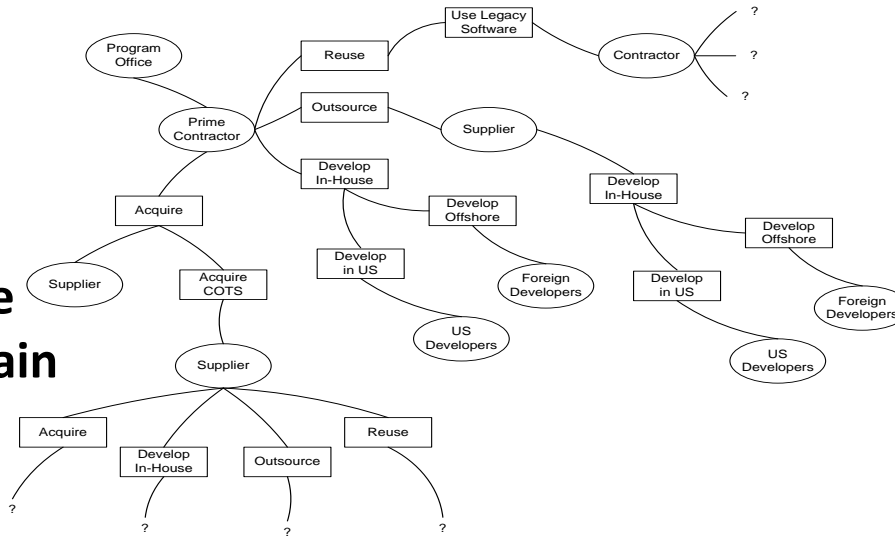 Program
Office
Prime
Contractor
Reuse
Use Legacy
Software
Contractor
?
?
?
Outsource
Supplier
Develop
In-House
Develop
Offshore
Foreign
Developers
Develop
in US
US
Developers
Develop
In-House
Develop
Offshore
Foreign
Developers
Develop
in US
US
Developers
Acquire
Supplier
Acquire
COTS
Supplier
Acquire
Develop
In-House
Outsource
Reuse
?
?
?
?
e
ain